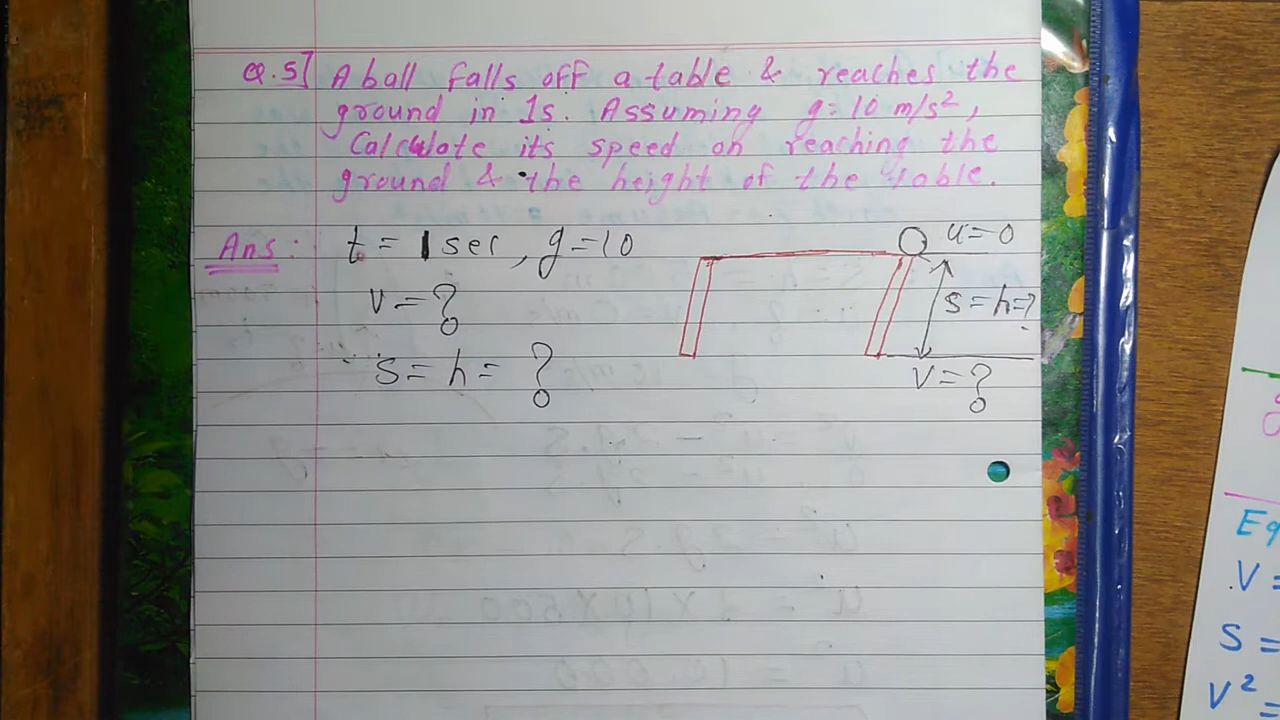 Q.5] A ball falls off a table & reaches the
ground in 1s. Assuming g = 10 m/s²,
Calculate its speed on reaching the
ground & the height of the table.
Ans: t = 1 sec, g = 10
v = ?
s = h = ?
u = 0
s = h = ?
v = ?
Eq
V =
S =
V² =